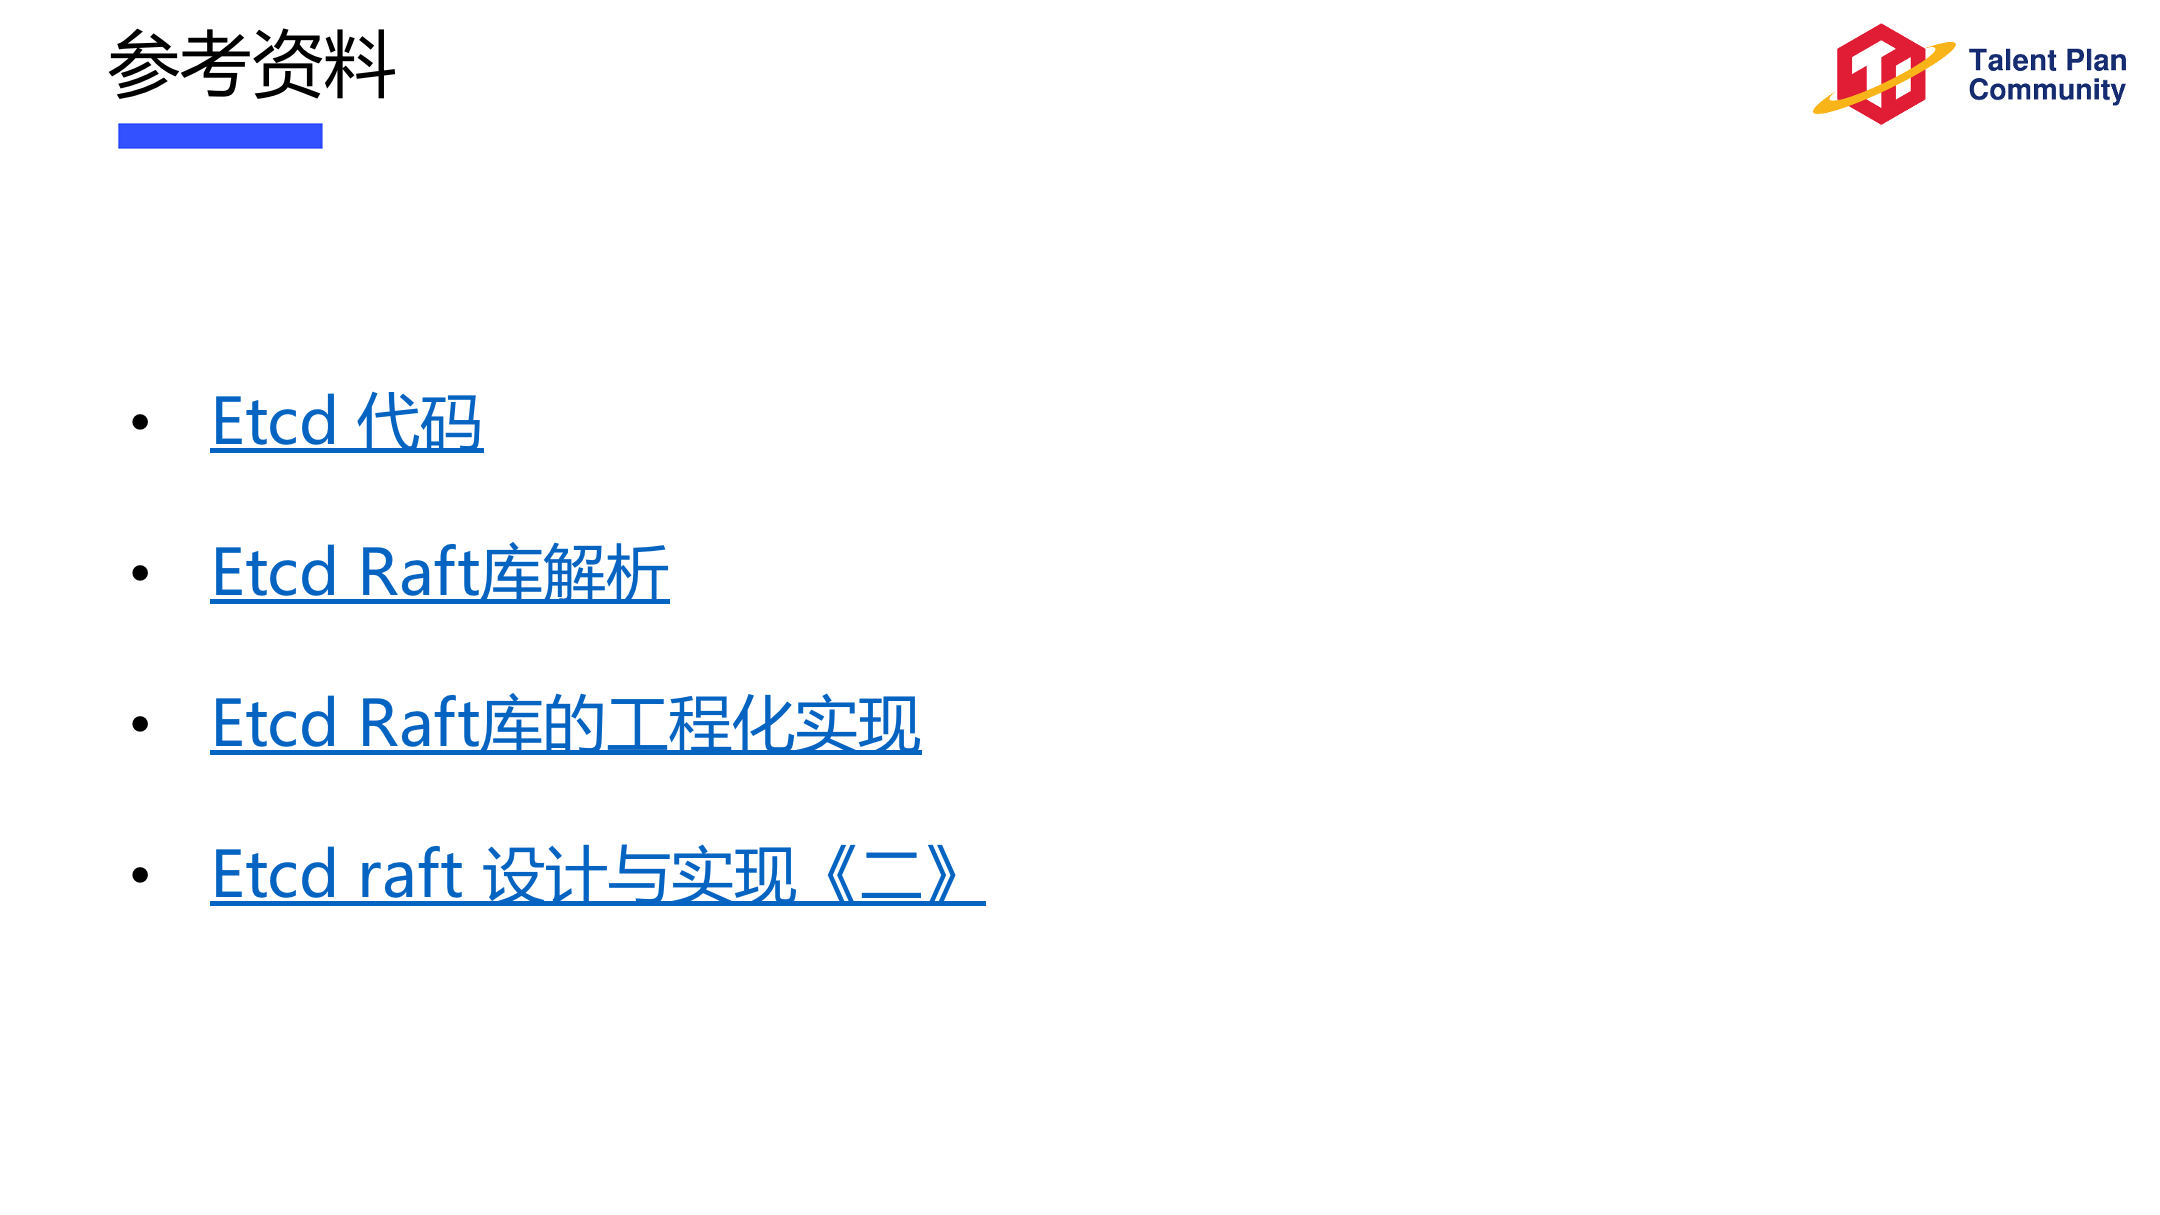 参考资料
Talent Plan
Community
• Etcd 代码
• Etcd Raft库解析
• Etcd Raft库的工程化实现
• Etcd raft 设计与实现《二》